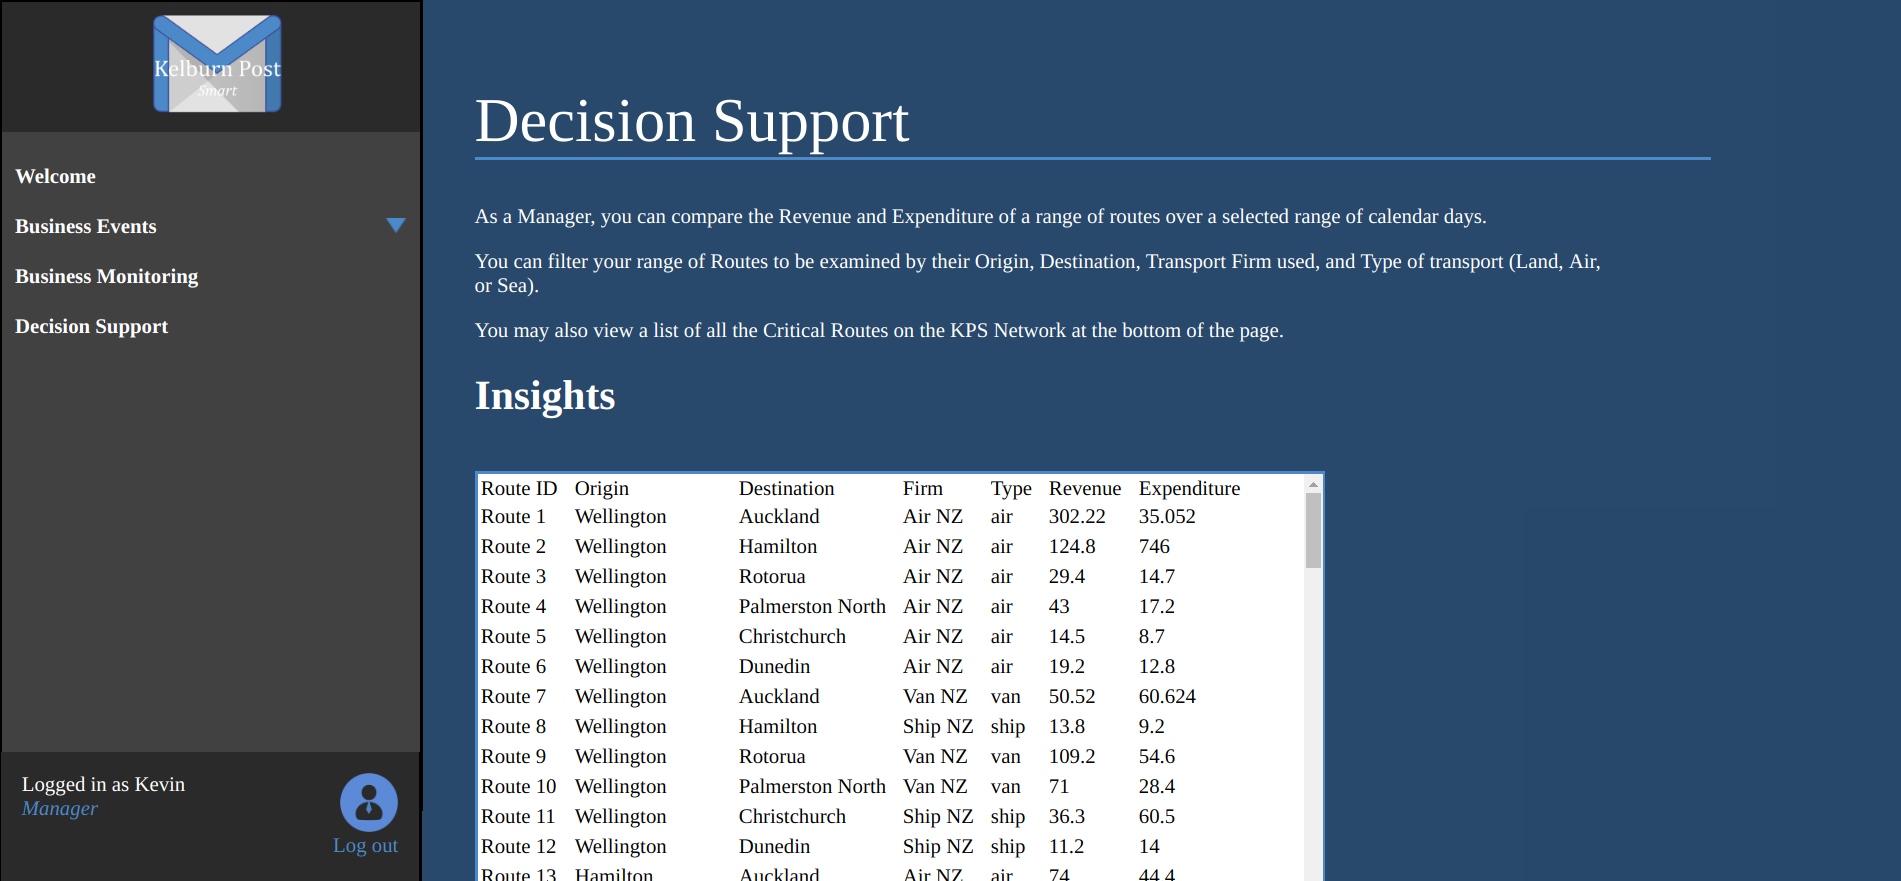 Kelburn Post
Smart
Welcome
Business Events
Business Monitoring
Decision Support
Logged in as Kevin
Manager
Log out
Decision Support
As a Manager, you can compare the Revenue and Expenditure of a range of routes over a selected range of calendar days.
You can filter your range of Routes to be examined by their Origin, Destination, Transport Firm used, and Type of transport (Land, Air,
or Sea).
You may also view a list of all the Critical Routes on the KPS Network at the bottom of the page.
Insights
Route ID Origin Destination Firm Type Revenue Expenditure
Route 1 Wellington Auckland Air NZ air 302.22 35.052
Route 2 Wellington Hamilton Air NZ air 124.8 746
Route 3 Wellington Rotorua Air NZ air 29.4 14.7
Route 4 Wellington Palmerston North Air NZ air 43 17.2
Route 5 Wellington Christchurch Air NZ air 14.5 8.7
Route 6 Wellington Dunedin Air NZ air 19.2 12.8
Route 7 Wellington Auckland Van NZ van 50.52 60.624
Route 8 Wellington Hamilton Ship NZ ship 13.8 9.2
Route 9 Wellington Rotorua Van NZ van 109.2 54.6
Route 10 Wellington Palmerston North Van NZ van 71 28.4
Route 11 Wellington Christchurch Ship NZ ship 36.3 60.5
Route 12 Wellington Dunedin Ship NZ ship 11.2 14
Route 13 Hamilton Auckland Air NZ air 74 44.4